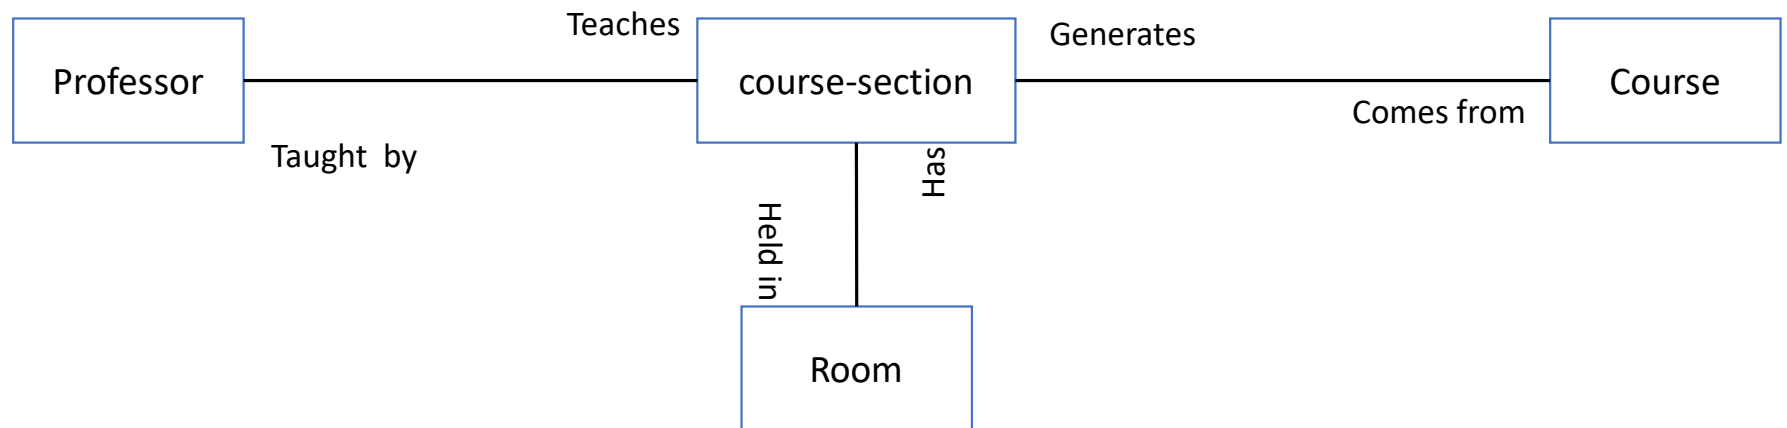 Teaches
Generates
Professor
course-section
Course
Comes from
Taught by
Has
Held in
Room